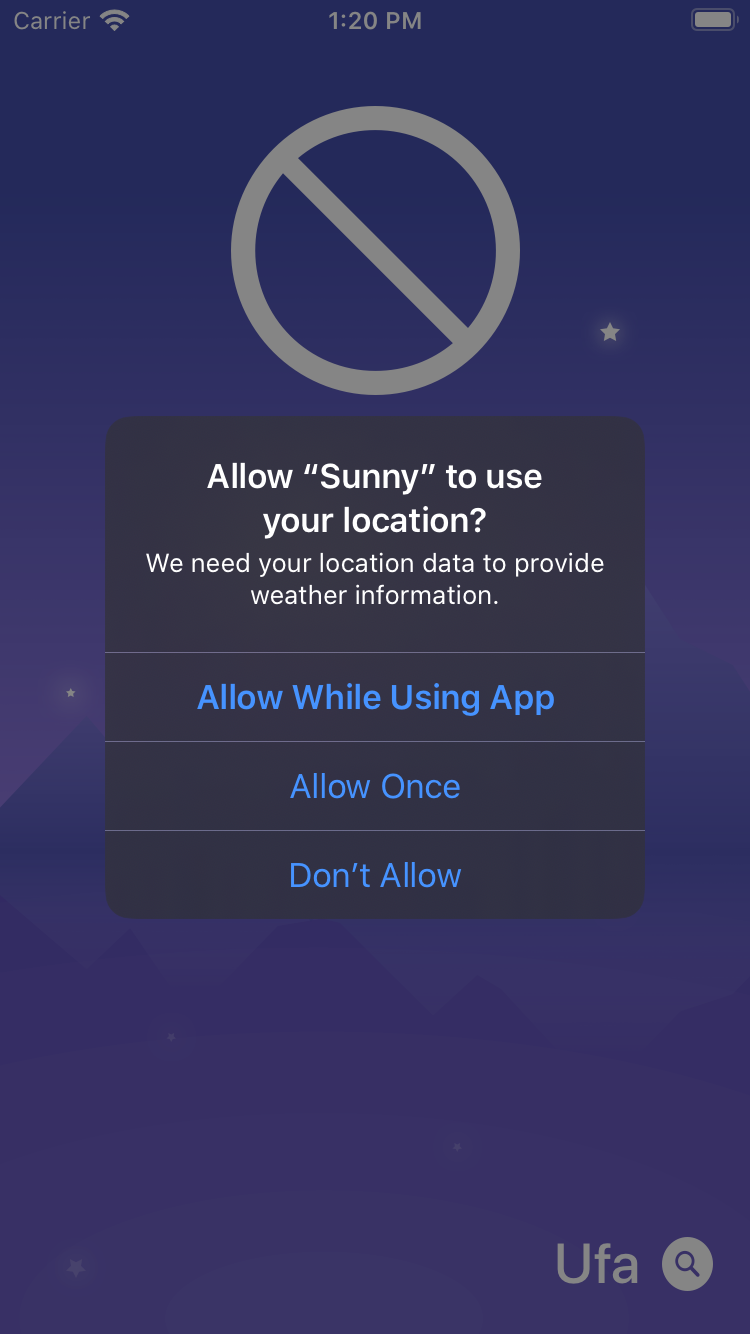 Carrier 1:20 PM
Allow “Sunny” to use
your location?
We need your location data to provide
weather information.
Allow While Using App
Allow Once
Don’t Allow
Ufa